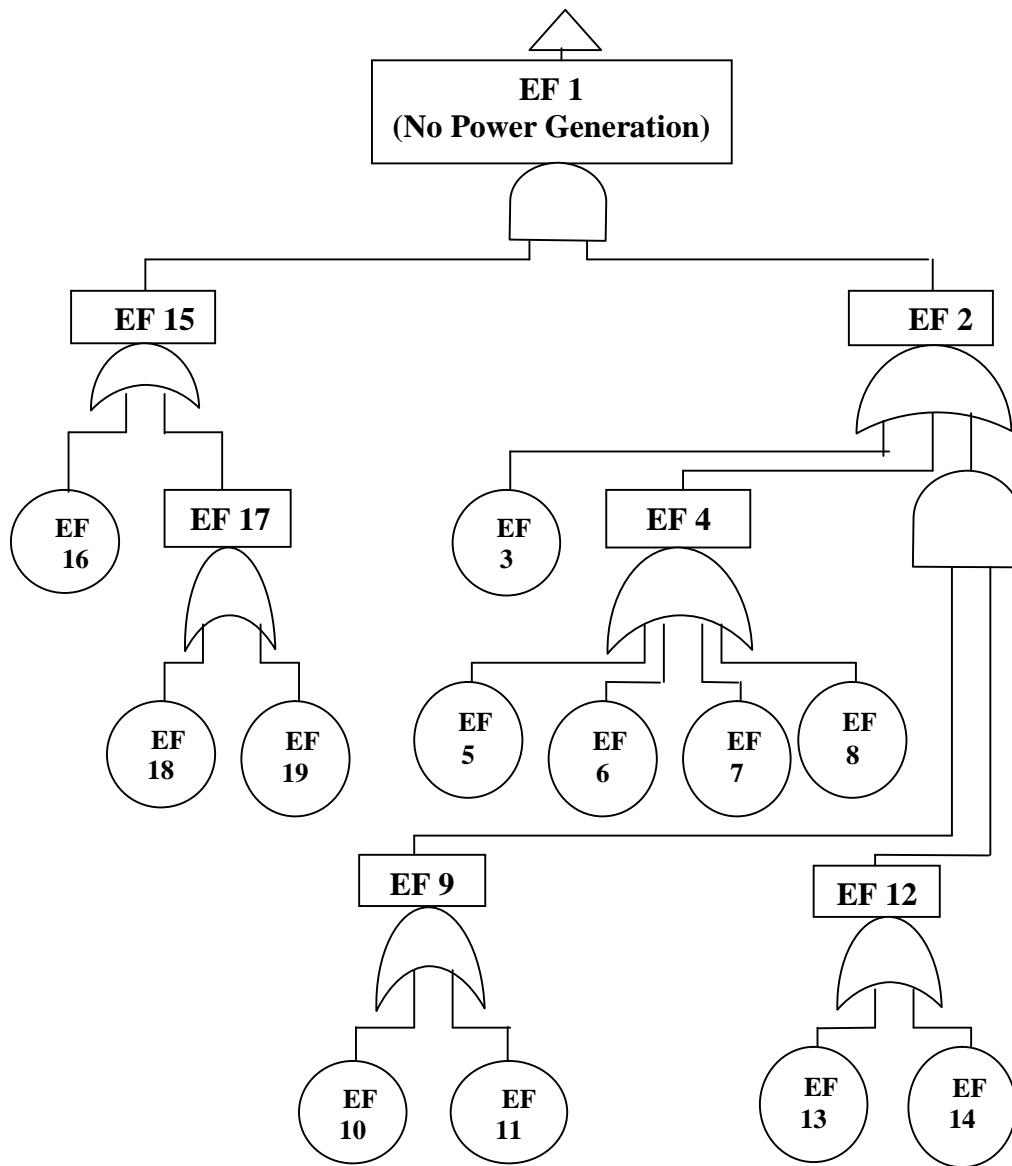 EF 1
(No Power Generation)
EF 15
EF 2
EF
16
EF 17
EF
3
EF 4
EF
18
EF
19
EF
5
EF
6
EF
7
EF
8
EF 9
EF 12
EF
10
EF
11
EF
13
EF
14